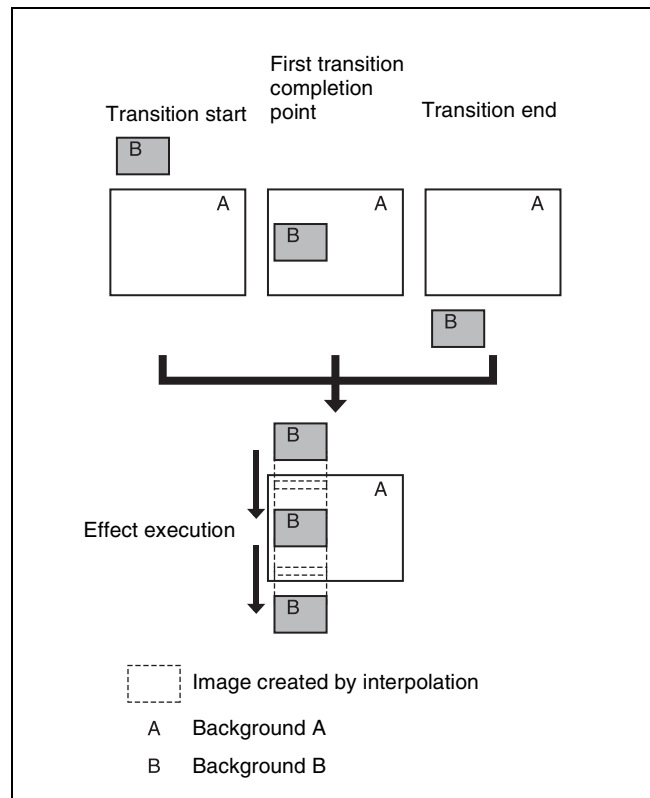 First transition
completion
point
Transition start
Transition end
B
A
A
B
A
B
B
A
Effect execution
B
B
Image created by interpolation
A Background A
B Background B